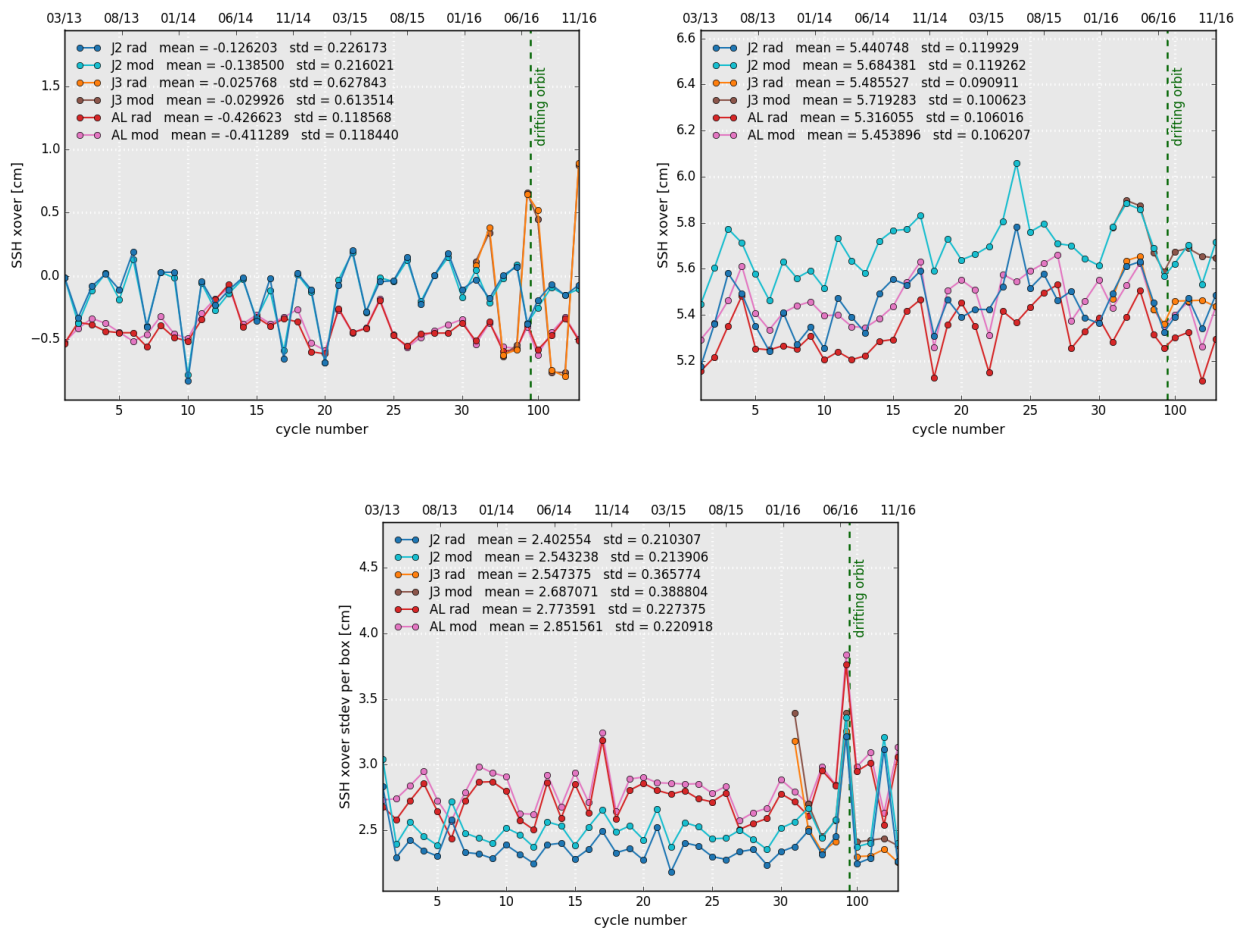 03/13 08/13 01/14 06/14 11/14 03/15 08/15 01/16 06/16 11/16
J2 rad mean = -0.126203 std = 0.226173
J2 mod mean = -0.138500 std = 0.216021
J3 rad mean = -0.025768 std = 0.627843
J3 mod mean = -0.029926 std = 0.613514
AL rad mean = -0.426623 std = 0.118568
AL mod mean = -0.411289 std = 0.118440
drifting orbit
SSH xover [cm]
1.5
1.0
0.5
0.0
−0.5
5 10 15 20 25 30 100
cycle number
03/13 08/13 01/14 06/14 11/14 03/15 08/15 01/16 06/16 11/16
J2 rad mean = 5.440748 std = 0.119929
J2 mod mean = 5.684381 std = 0.119262
J3 rad mean = 5.485527 std = 0.090911
J3 mod mean = 5.719283 std = 0.100623
AL rad mean = 5.316055 std = 0.106016
AL mod mean = 5.453896 std = 0.106207
drifting orbit
SSH xover [cm]
6.6
6.4
6.2
6.0
5.8
5.6
5.4
5.2
5 10 15 20 25 30 100
cycle number
03/13 08/13 01/14 06/14 11/14 03/15 08/15 01/16 06/16 11/16
J2 rad mean = 2.402554 std = 0.210307
J2 mod mean = 2.543238 std = 0.213906
J3 rad mean = 2.547375 std = 0.365774
J3 mod mean = 2.687071 std = 0.388804
AL rad mean = 2.773591 std = 0.227375
AL mod mean = 2.851561 std = 0.220918
drifting orbit
SSH xover stdev per box [cm]
4.5
4.0
3.5
3.0
2.5
5 10 15 20 25 30 100
cycle number